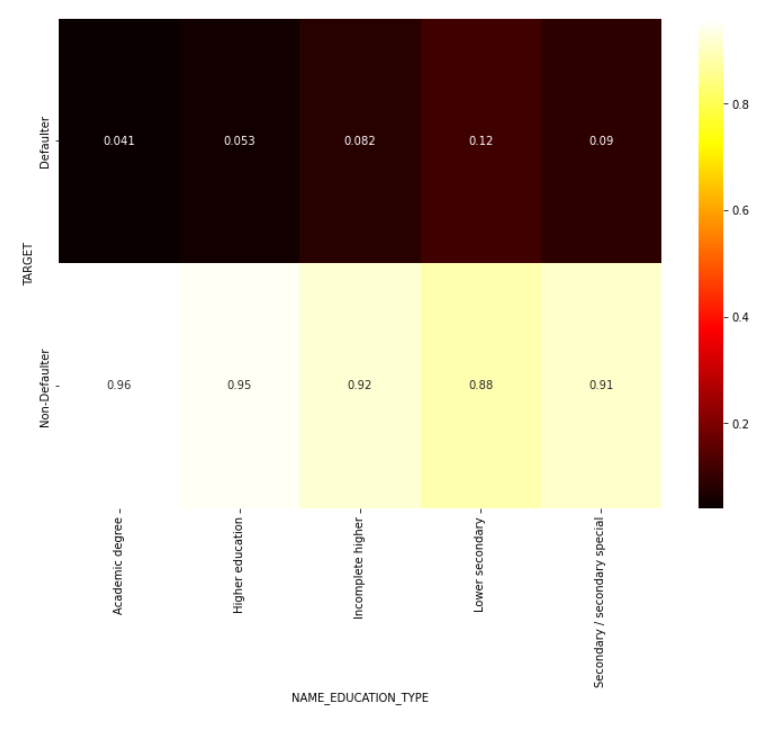 Defaulter
0.041 0.053 0.082 0.12 0.09
TARGET
Non-Defaulter
0.96 0.95 0.92 0.88 0.91
0.8
0.6
0.4
0.2
Academic degree
Higher education
Incomplete higher
Lower secondary
Secondary / secondary special
NAME_EDUCATION_TYPE